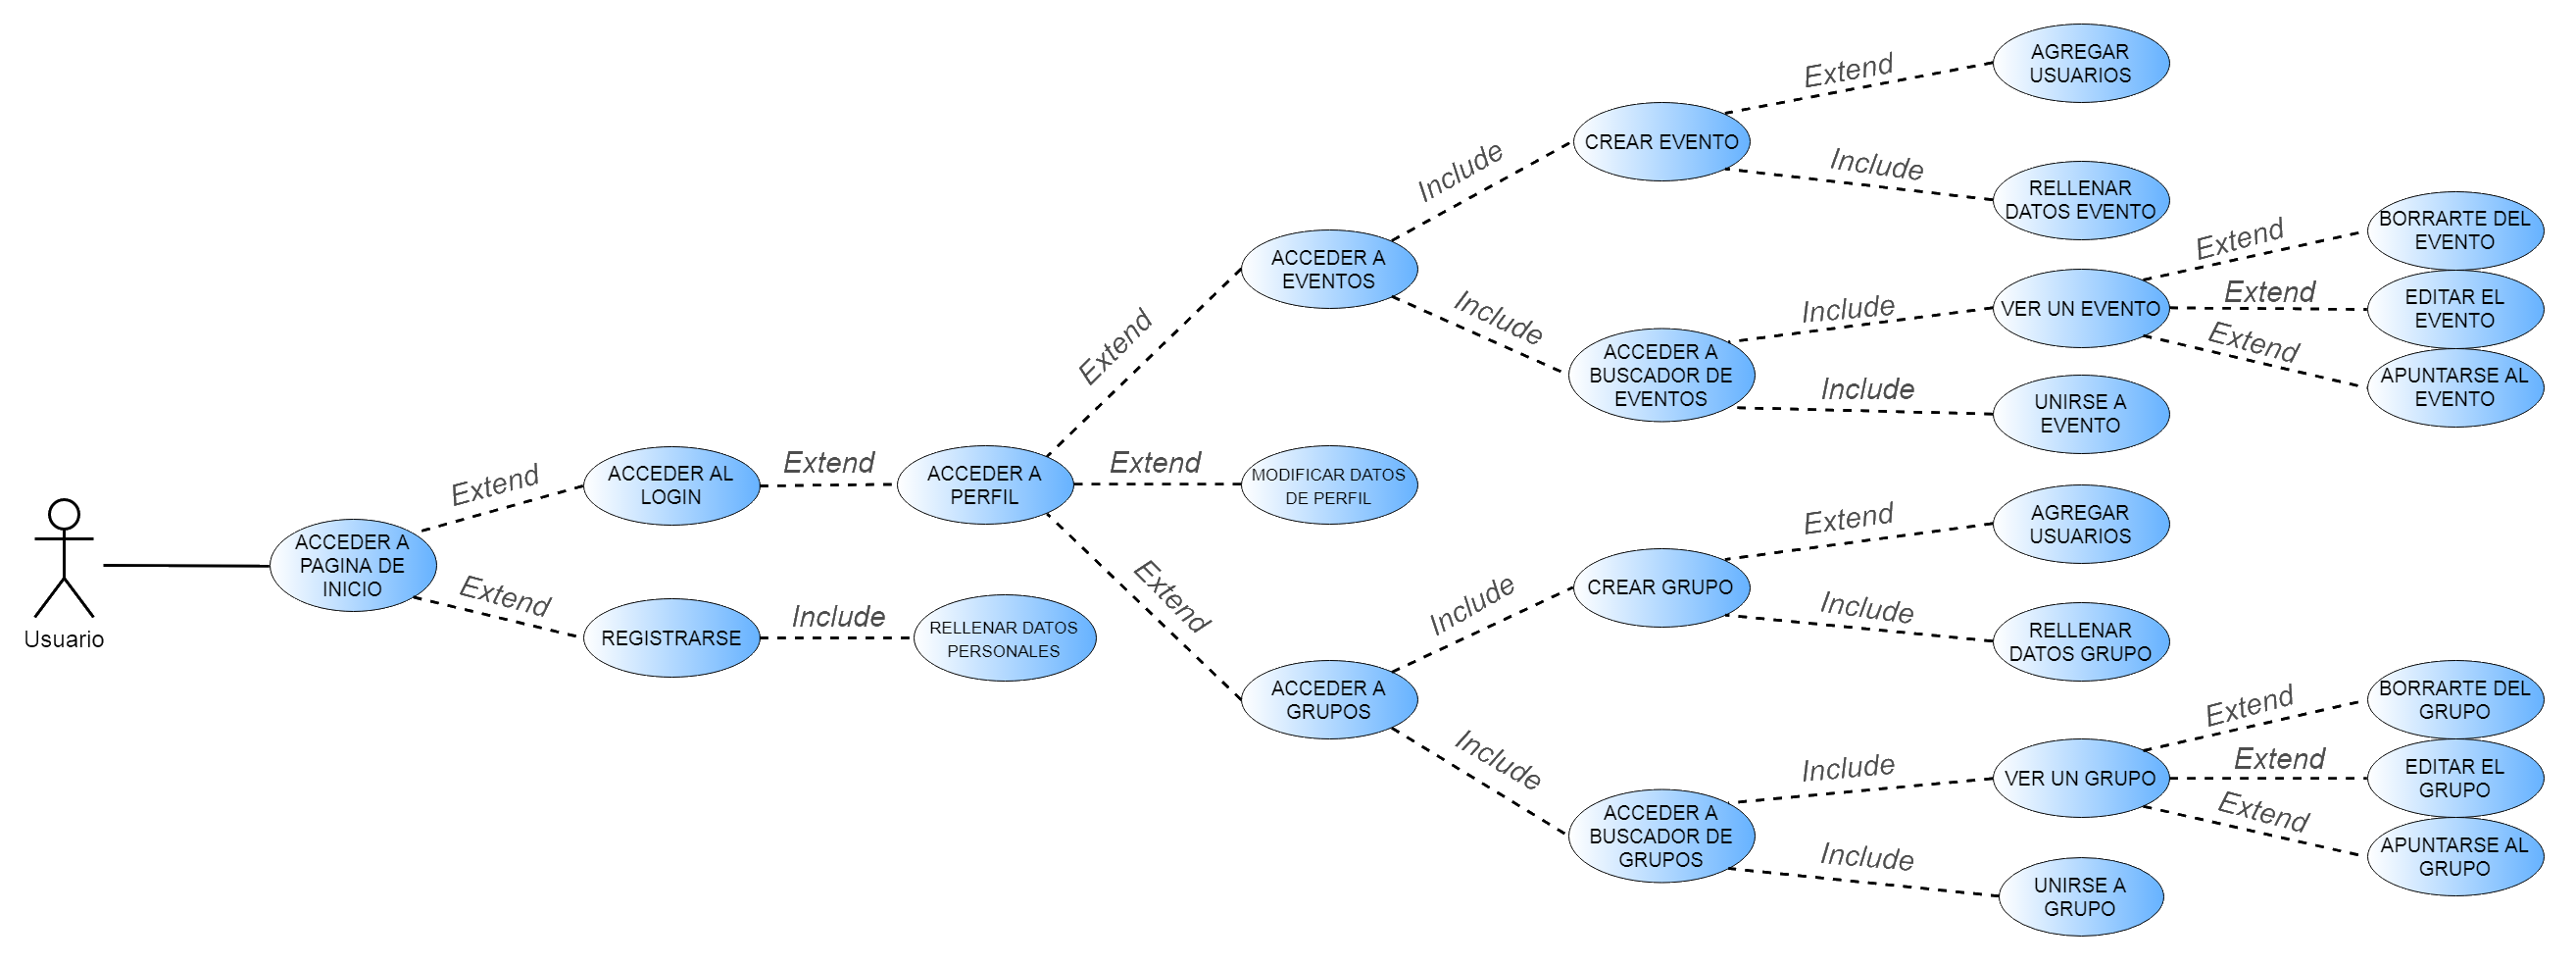 Usuario
ACCEDER A
PAGINA DE
INICIO
Extend
Extend
ACCEDER AL
LOGIN
REGISTRARSE
Extend
Include
ACCEDER A
PERFIL
RELLENAR DATOS
PERSONALES
Extend
Extend
Extend
ACCEDER A
EVENTOS
MODIFICAR DATOS
DE PERFIL
ACCEDER A
GRUPOS
Include
Include
Include
Include
CREAR EVENTO
ACCEDER A
BUSCADOR DE
EVENTOS
CREAR GRUPO
ACCEDER A
BUSCADOR DE
GRUPOS
Extend
Include
Include
Include
Extend
Include
Include
Include
AGREGAR
USUARIOS
RELLENAR
DATOS EVENTO
VER UN EVENTO
UNIRSE A
EVENTO
AGREGAR
USUARIOS
RELLENAR
DATOS GRUPO
VER UN GRUPO
UNIRSE A
GRUPO
Extend
Extend
Extend
Extend
Extend
Extend
BORRARTE DEL
EVENTO
EDITAR EL
EVENTO
APUNTARSE AL
EVENTO
BORRARTE DEL
GRUPO
EDITAR EL
GRUPO
APUNTARSE AL
GRUPO